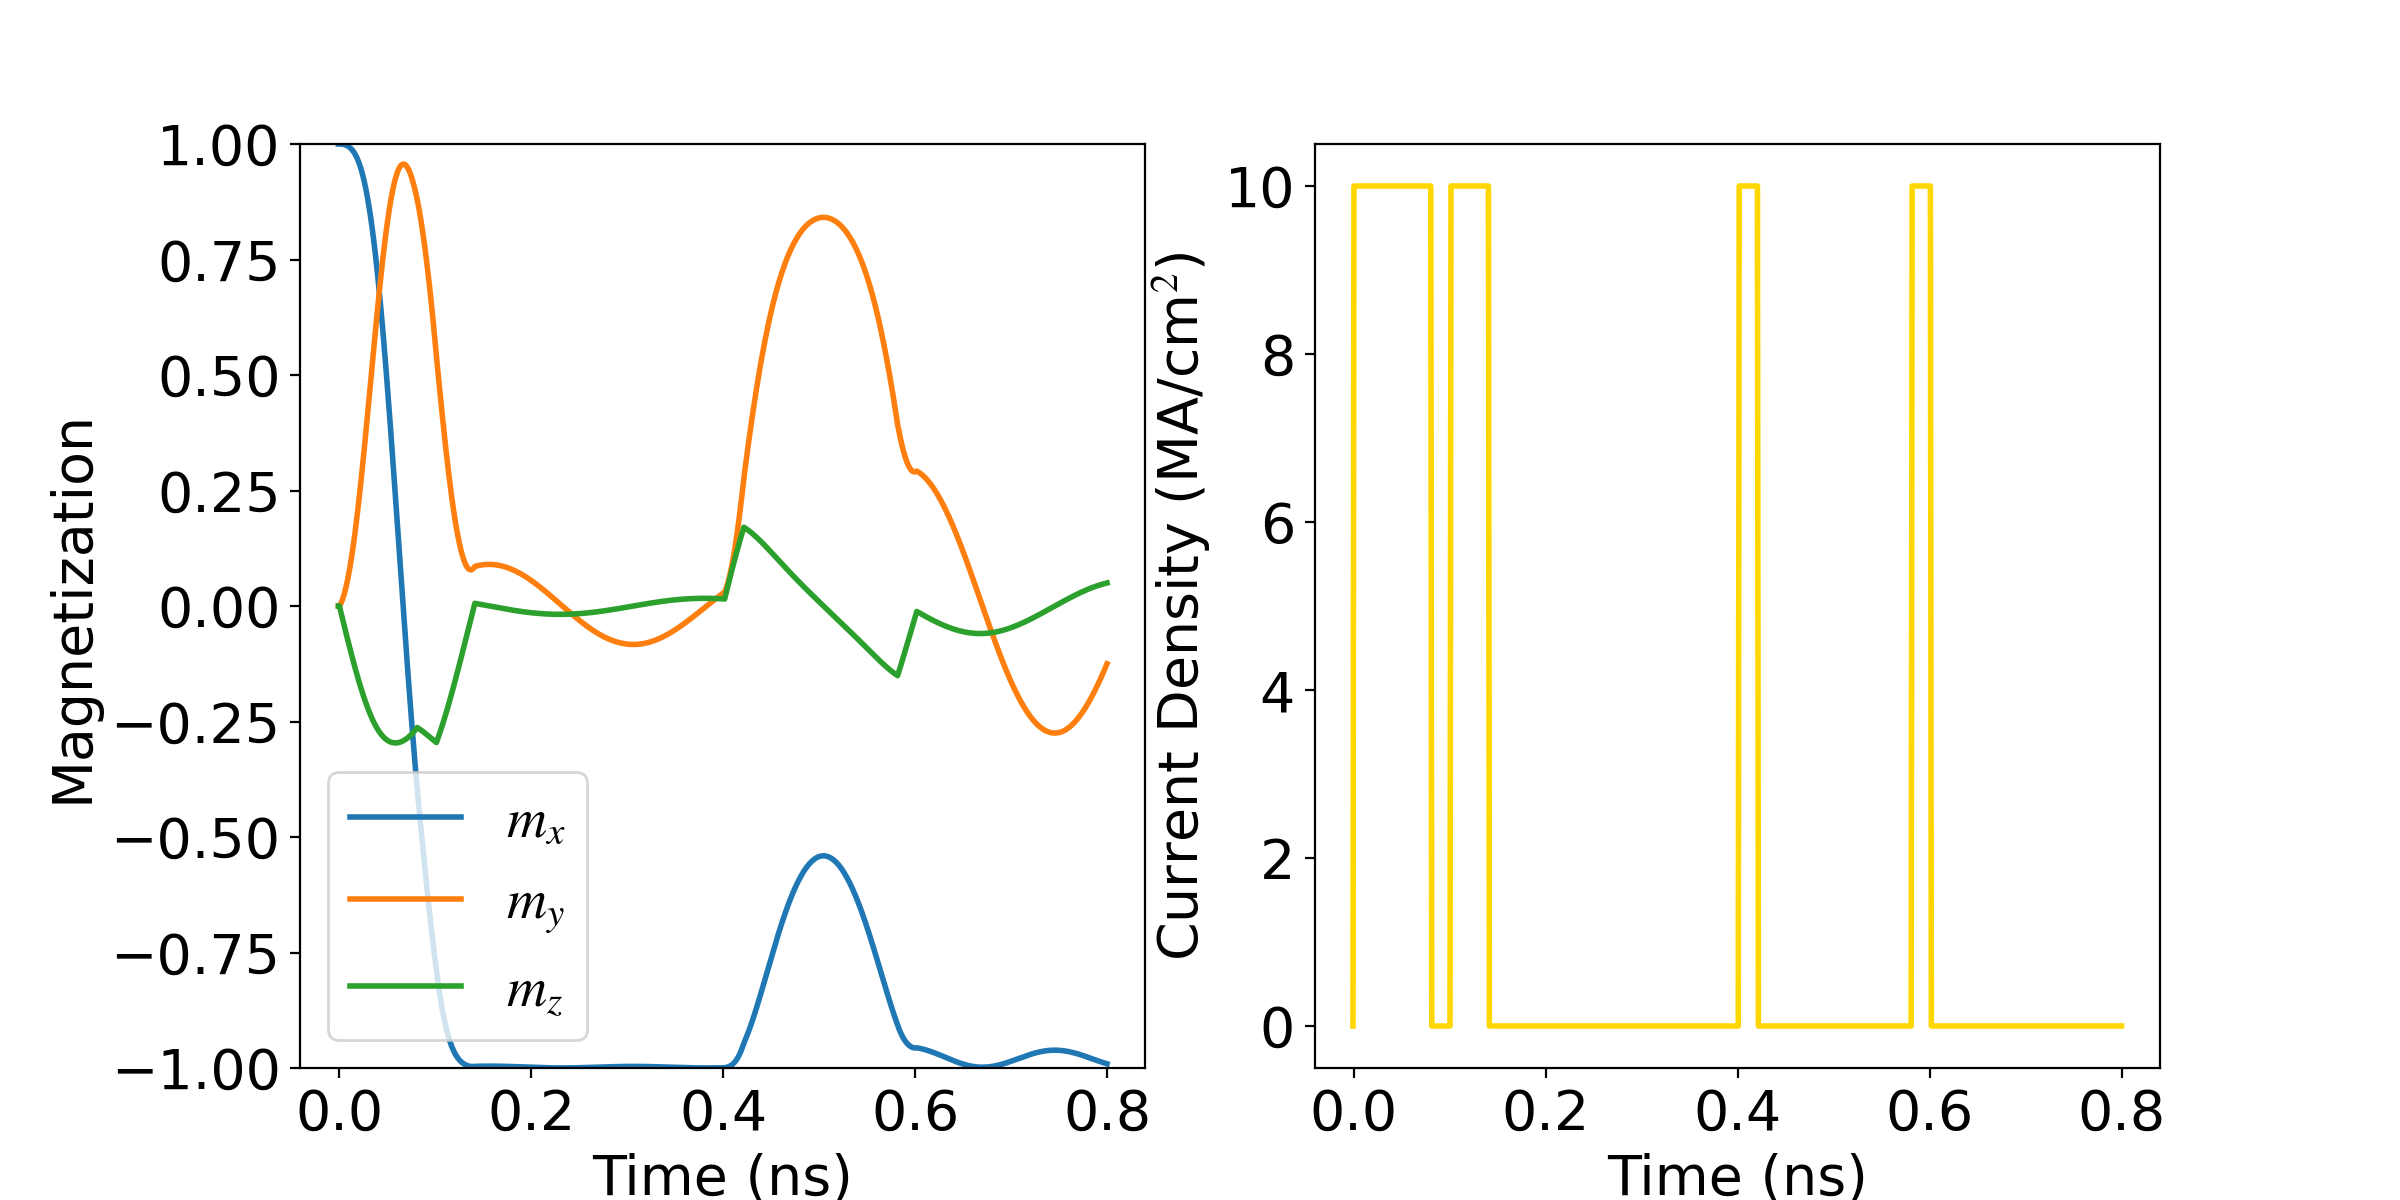 Magnetization
1.00
0.75
0.50
0.25
0.00
−0.25
−0.50
−0.75
−1.00
m_x
m_y
m_z
0.0 0.2 0.4 0.6 0.8
Time (ns)
Current Density (MA/cm²)
10
8
6
4
2
0
0.0 0.2 0.4 0.6 0.8
Time (ns)